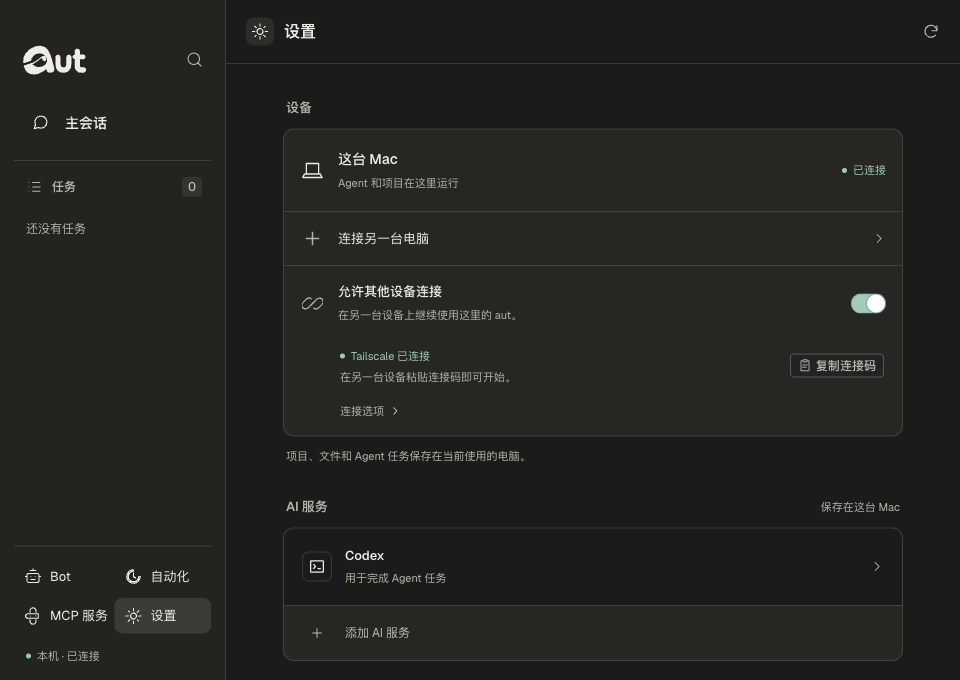 aut
主会话
任务
0
还没有任务
Bot
自动化
MCP 服务
设置
本机 · 已连接
设置
设备
这台 Mac
Agent 和项目在这里运行
已连接
连接另一台电脑
允许其他设备连接
在另一台设备上继续使用这里的 aut。
Tailscale 已连接
在另一台设备粘贴连接码即可开始。
复制连接码
连接选项
项目、文件和 Agent 任务保存在当前使用的电脑。
AI 服务
保存在这台 Mac
Codex
用于完成 Agent 任务
添加 AI 服务